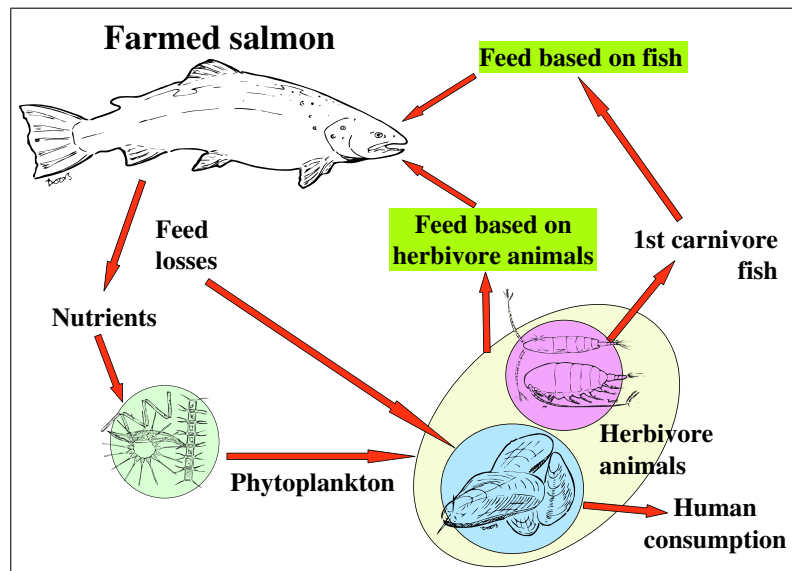 Farmed salmon
Feed based on fish
Feed based on
herbivore animals
1st carnivore
fish
Feed
losses
Nutrients
Herbivore
animals
Phytoplankton
Human
consumption